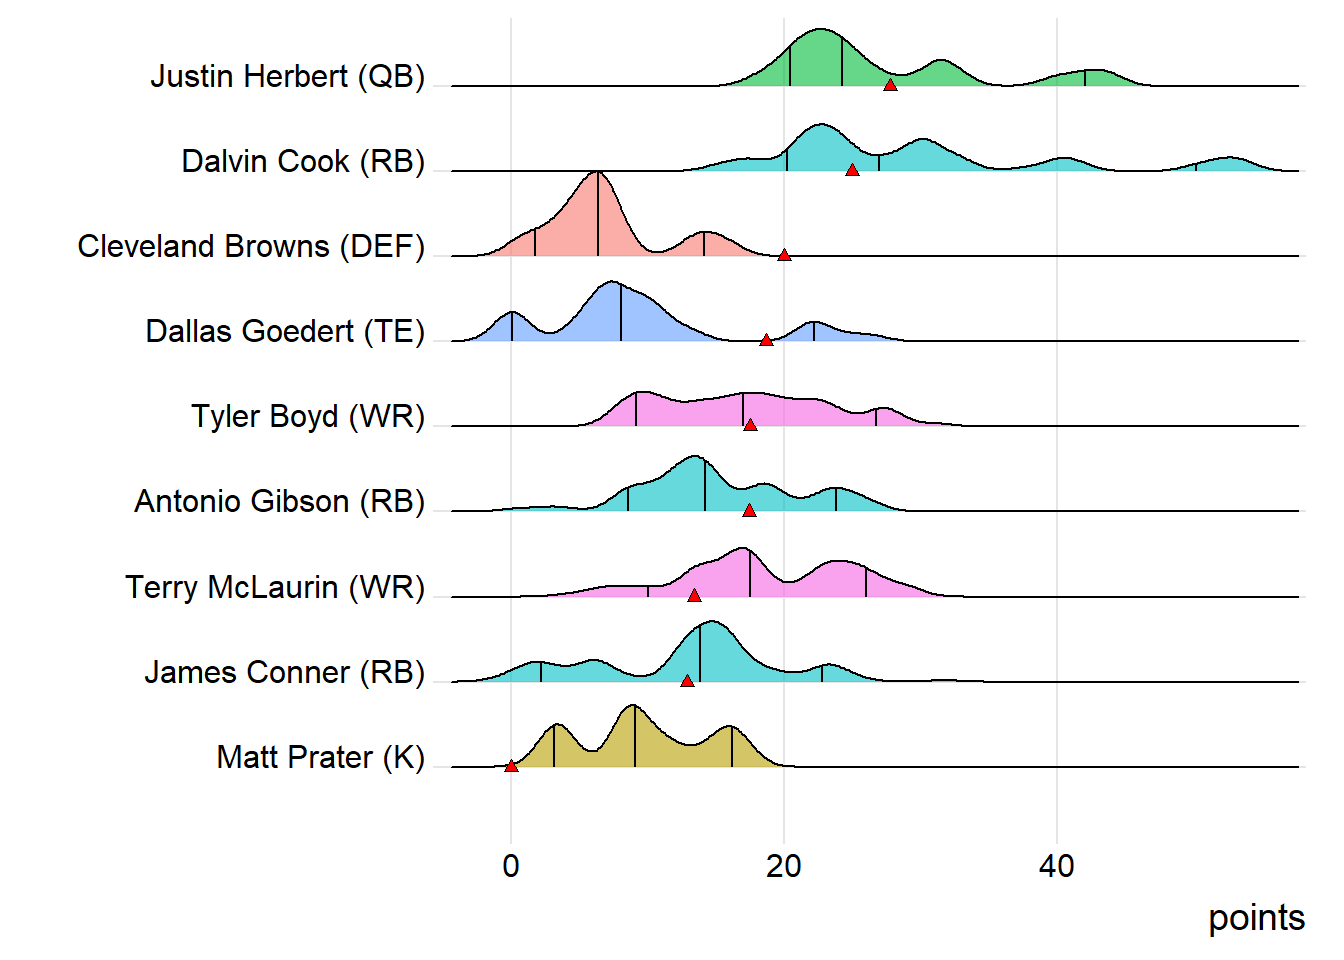 Justin Herbert (QB)
Dalvin Cook (RB)
Cleveland Browns (DEF)
Dallas Goedert (TE)
Tyler Boyd (WR)
Antonio Gibson (RB)
Terry McLaurin (WR)
James Conner (RB)
Matt Prater (K)
0 20 40
points